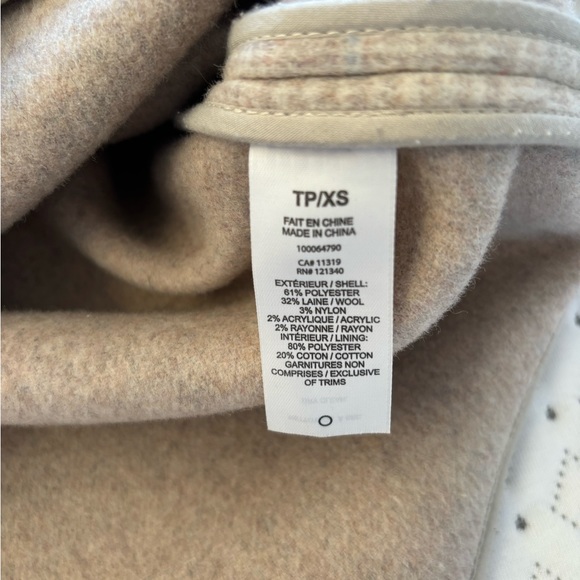 TP/XS
FAIT EN CHINE
MADE IN CHINA
100064790
CA# 11319
RN# 121340
EXTÉRIEUR / SHELL:
61% POLYESTER
32% LAINE / WOOL
3% NYLON
2% ACRYLIQUE / ACRYLIC
2% RAYONNE / RAYON
INTÉRIEUR / LINING:
80% POLYESTER
20% COTON / COTTON
GARNITURES NON
COMPRISES / EXCLUSIVE
OF TRIMS